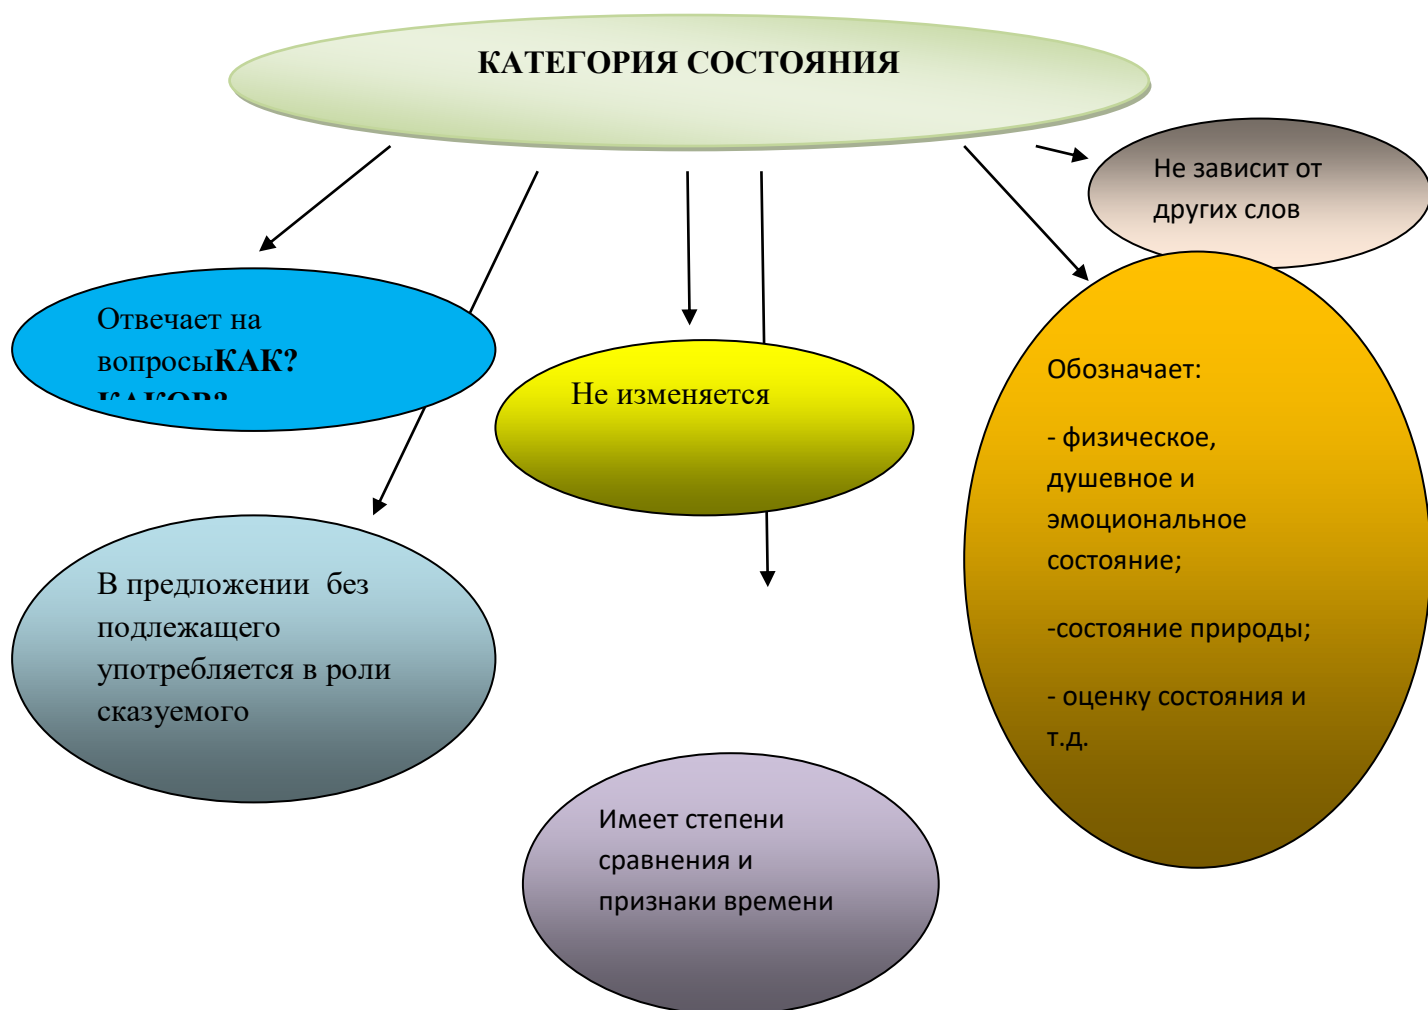 КАТЕГОРИЯ СОСТОЯНИЯ
Не зависит от
других слов
Отвечает на
вопросыКАК?
Не изменяется
Обозначает:
- физическое,
душевное и
эмоциональное
состояние;
-состояние природы;
- оценку состояния и
т.д.
В предложении  без
подлежащего
употребляется в роли
сказуемого
Имеет степени
сравнения и
признаки времени